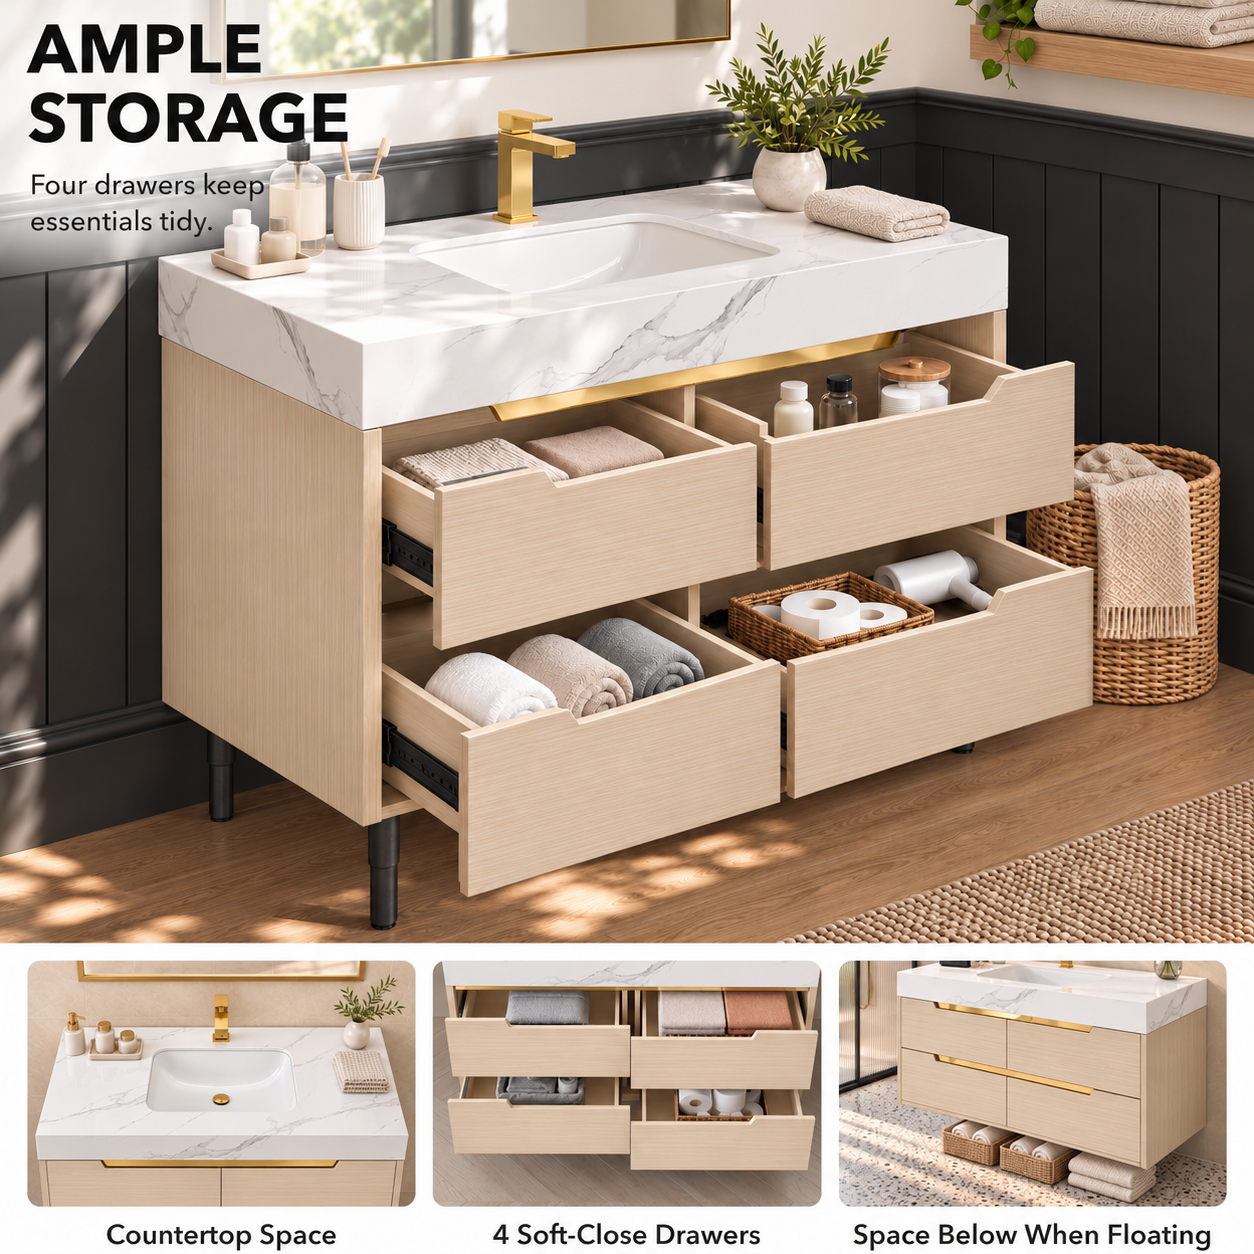 AMPLE
STORAGE
Four drawers keep
essentials tidy.
Countertop Space
4 Soft-Close Drawers
Space Below When Floating